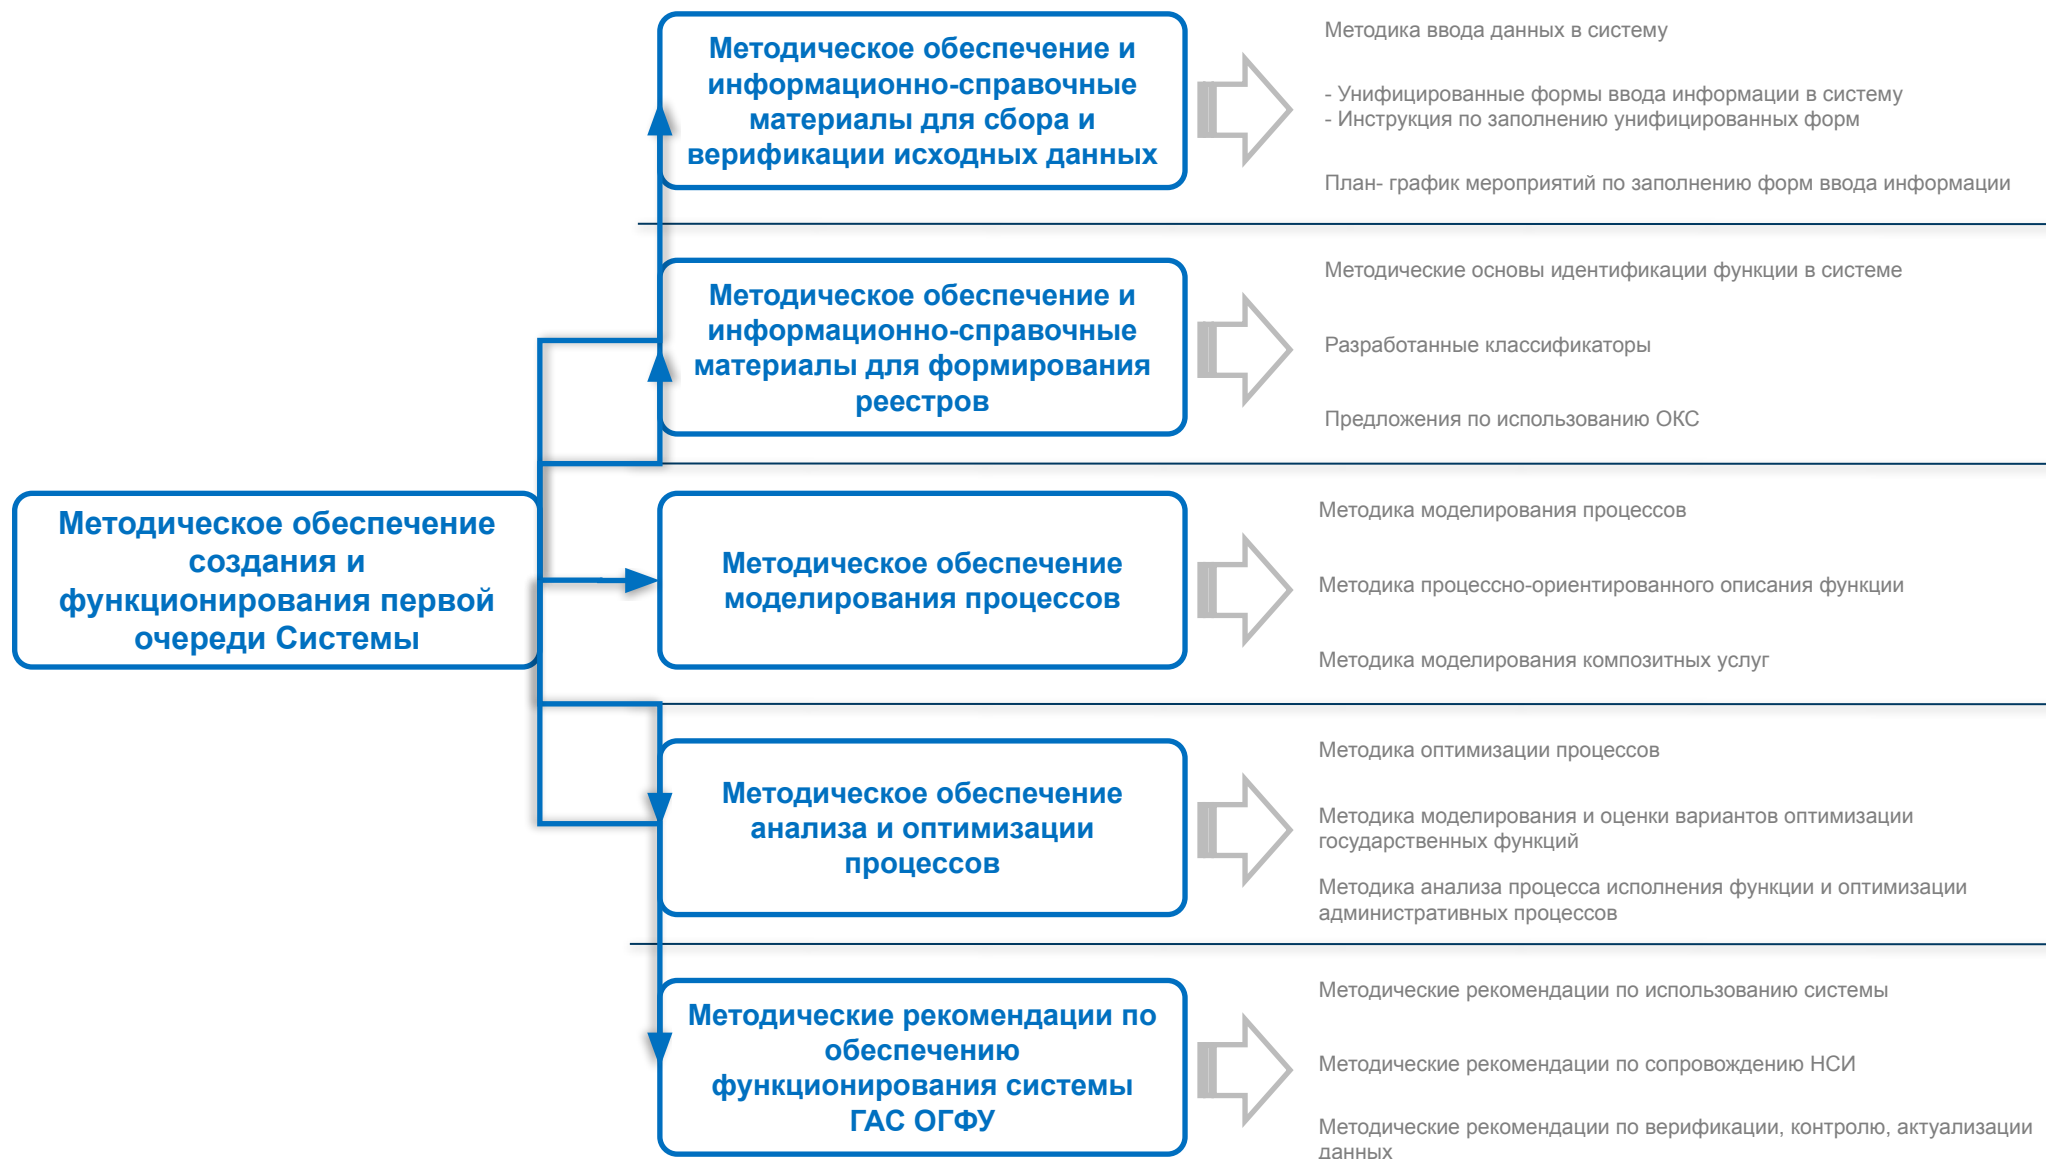 Методическое обеспечение
создания и
функционирования первой
очереди Системы
Методическое обеспечение и
информационно-справочные
материалы для сбора и
верификации исходных данных
Методика ввода данных в систему
- Унифицированные формы ввода информации в систему
- Инструкция по заполнению унифицированных форм
План- график мероприятий по заполнению форм ввода информации
Методическое обеспечение и
информационно-справочные
материалы для формирования
реестров
Методические основы идентификации функции в системе
Разработанные классификаторы
Предложения по использованию ОКС
Методическое обеспечение
моделирования процессов
Методика моделирования процессов
Методика процессно-ориентированного описания функции
Методика моделирования композитных услуг
Методическое обеспечение
анализа и оптимизации
процессов
Методика оптимизации процессов
Методика моделирования и оценки вариантов оптимизации
государственных функций
Методика анализа процесса исполнения функции и оптимизации
административных процессов
Методические рекомендации по
обеспечению
функционирования системы
ГАС ОГФУ
Методические рекомендации по использованию системы
Методические рекомендации по сопровождению НСИ
Методические рекомендации по верификации, контролю, актуализации
данных